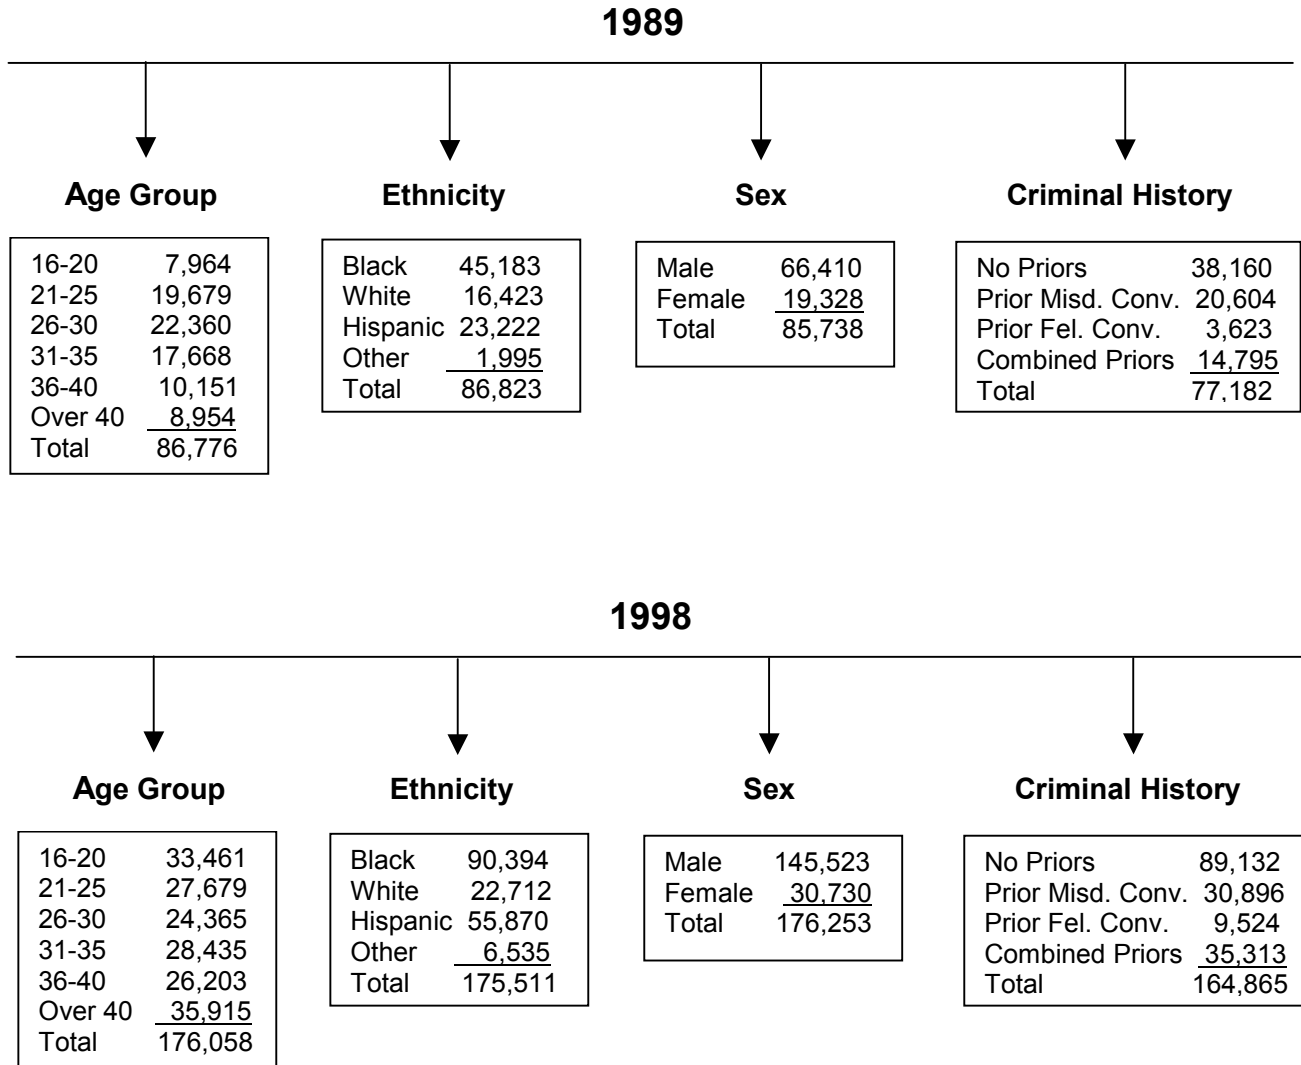 1989
Age Group
16-20 7,964
21-25 19,679
26-30 22,360
31-35 17,668
36-40 10,151
Over 40 8,954
Total 86,776
Ethnicity
Black 45,183
White 16,423
Hispanic 23,222
Other 1,995
Total 86,823
Sex
Male 66,410
Female 19,328
Total 85,738
Criminal History
No Priors 38,160
Prior Misd. Conv. 20,604
Prior Fel. Conv. 3,623
Combined Priors 14,795
Total 77,182
1998
Age Group
16-20 33,461
21-25 27,679
26-30 24,365
31-35 28,435
36-40 26,203
Over 40 35,915
Total 176,058
Ethnicity
Black 90,394
White 22,712
Hispanic 55,870
Other 6,535
Total 175,511
Sex
Male 145,523
Female 30,730
Total 176,253
Criminal History
No Priors 89,132
Prior Misd. Conv. 30,896
Prior Fel. Conv. 9,524
Combined Priors 35,313
Total 164,865